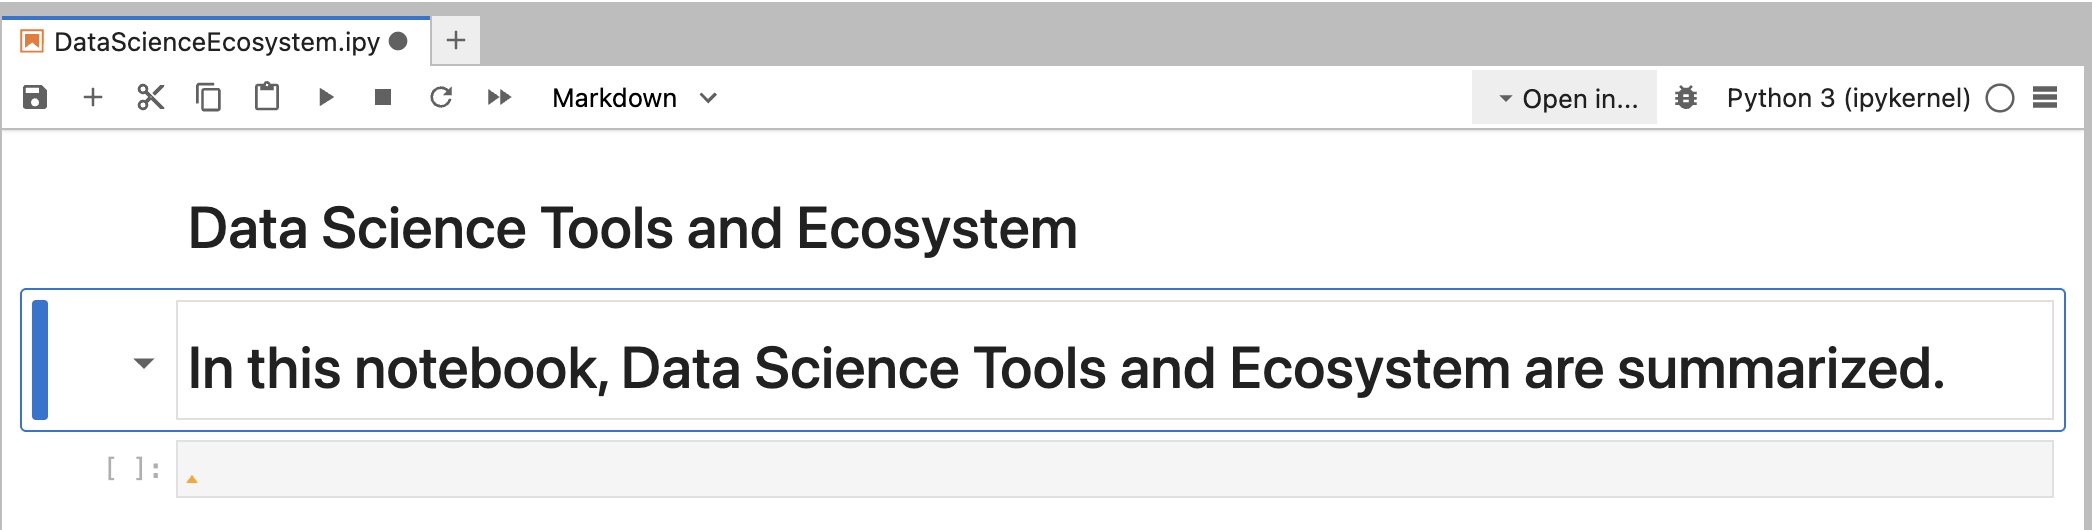 DataScienceEcosystem.ipy
Markdown
Open in...
Python 3 (ipykernel)
Data Science Tools and Ecosystem
In this notebook, Data Science Tools and Ecosystem are summarized.
[ ]: